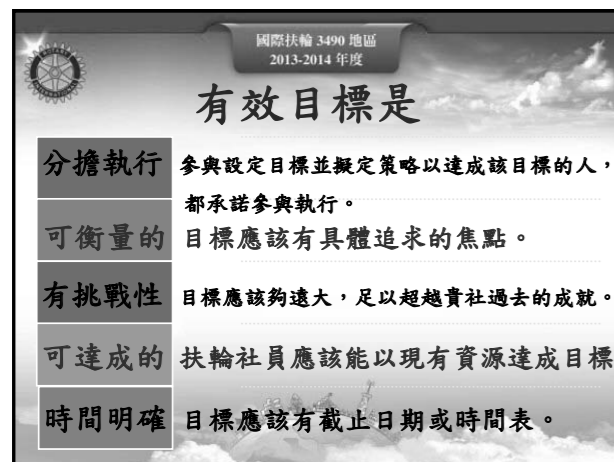 國際扶輪 3490 地區
2013-2014 年度
有效目標是
分擔執行 參與設定目標並擬定策略以達成該目標的人，
都承諾參與執行。
可衡量的 目標應該有具體追求的焦點。
有挑戰性 目標應該夠遠大，足以超越貴社過去的成就。
可達成的 扶輪社員應該能以現有資源達成目標
時間明確 目標應該有截止日期或時間表。